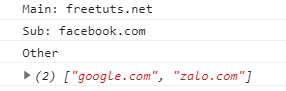 Main: freetuts.net
Sub: facebook.com
Other
(2) ["google.com", "zalo.com"]